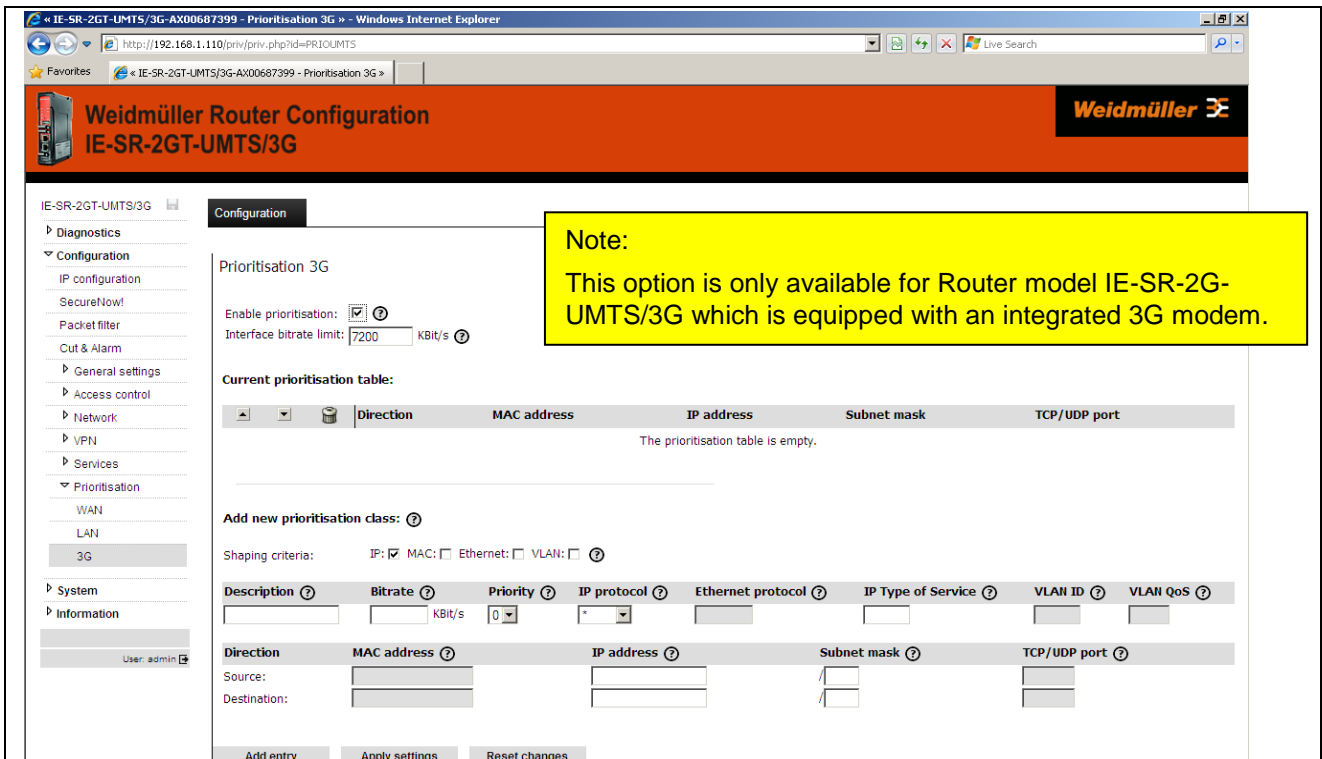 « IE-SR-2GT-UMTS/3G-AX00687399 - Prioritisation 3G » - Windows Internet Explorer
http://192.168.1.110/priv/priv.php?id=PRIOUMTS
Live Search
Favorites
« IE-SR-2GT-UMTS/3G-AX00687399 - Prioritisation 3G »
Weidmüller Router Configuration
IE-SR-2GT-UMTS/3G
Weidmüller
IE-SR-2GT-UMTS/3G
Diagnostics
Configuration
IP configuration
SecureNow!
Packet filter
Cut & Alarm
General settings
Access control
Network
VPN
Services
Prioritisation
WAN
LAN
3G
System
Information
User: admin
Configuration
Note:
This option is only available for Router model IE-SR-2G-
UMTS/3G which is equipped with an integrated 3G modem.
Prioritisation 3G
Enable prioritisation: ?
Interface bitrate limit: 7200 KBit/s ?
Current prioritisation table:
Direction MAC address IP address Subnet mask TCP/UDP port
The prioritisation table is empty.
Add new prioritisation class: ?
Shaping criteria: IP: MAC: Ethernet: VLAN: ?
Description ? Bitrate ? Priority ? IP protocol ? Ethernet protocol ? IP Type of Service ? VLAN ID ? VLAN QoS ?
KBit/s 0 *
Direction MAC address ? IP address ? Subnet mask ? TCP/UDP port ?
Source: /
Destination: /
Add entry Apply settings Reset changes